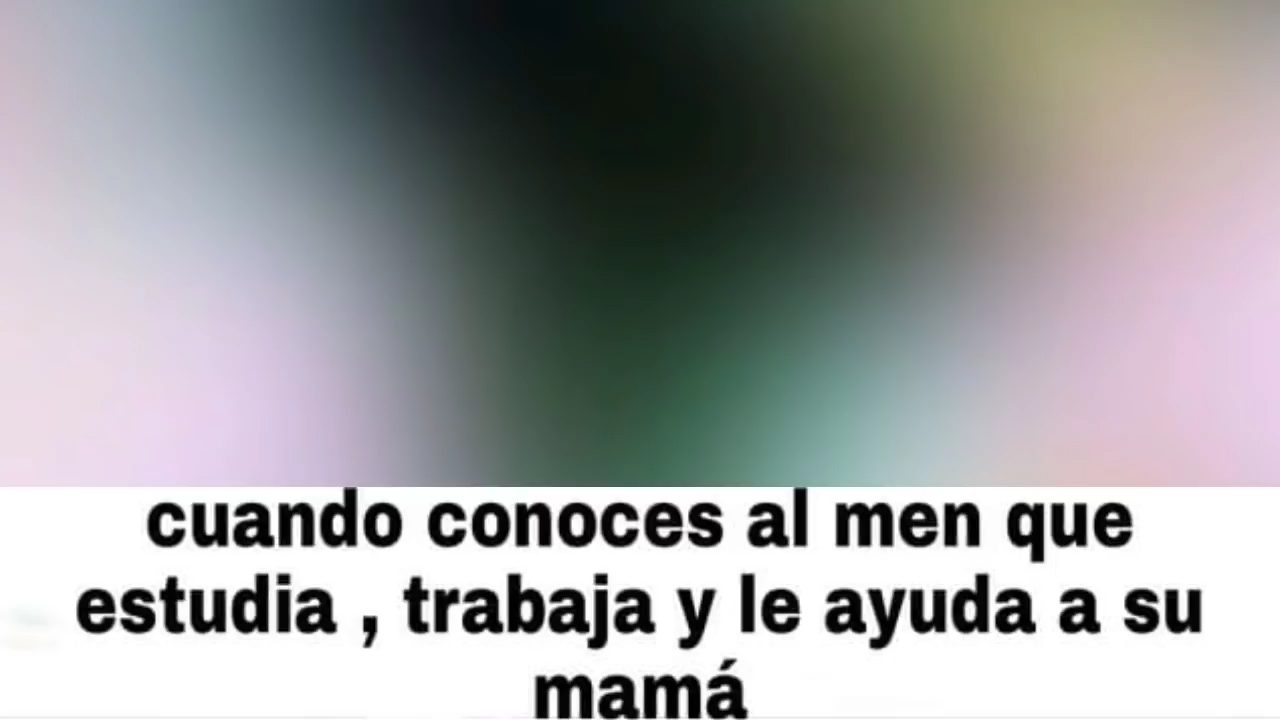 cuando conoces al men que
estudia , trabaja y le ayuda a su
mamá